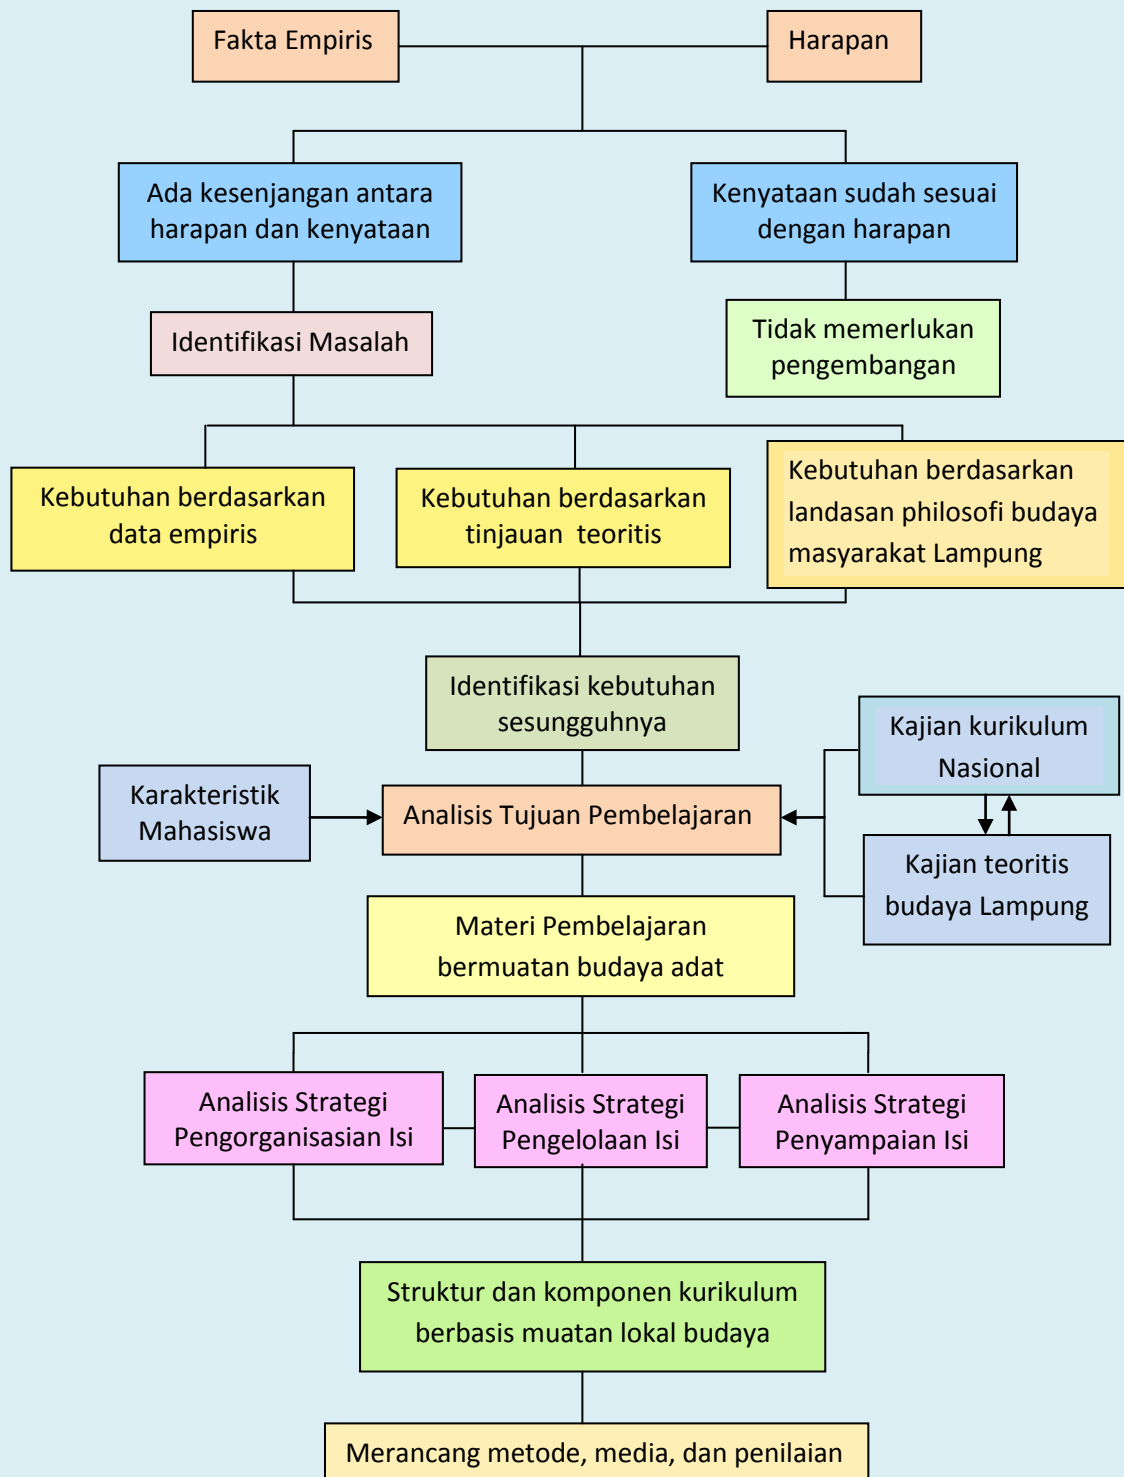 Fakta Empiris
Harapan
Ada kesenjangan antara
harapan dan kenyataan
Kenyataan sudah sesuai
dengan harapan
Identifikasi Masalah
Tidak memerlukan
pengembangan
Kebutuhan berdasarkan
data empiris
Kebutuhan berdasarkan
tinjauan teoritis
Kebutuhan berdasarkan
landasan philosofi budaya
masyarakat Lampung
Identifikasi kebutuhan
sesungguhnya
Karakteristik
Mahasiswa
Analisis Tujuan Pembelajaran
Kajian kurikulum
Nasional
Kajian teoritis
budaya Lampung
Materi Pembelajaran
bermuatan budaya adat
Analisis Strategi
Pengorganisasian Isi
Analisis Strategi
Pengelolaan Isi
Analisis Strategi
Penyampaian Isi
Struktur dan komponen kurikulum
berbasis muatan lokal budaya
Merancang metode, media, dan penilaian